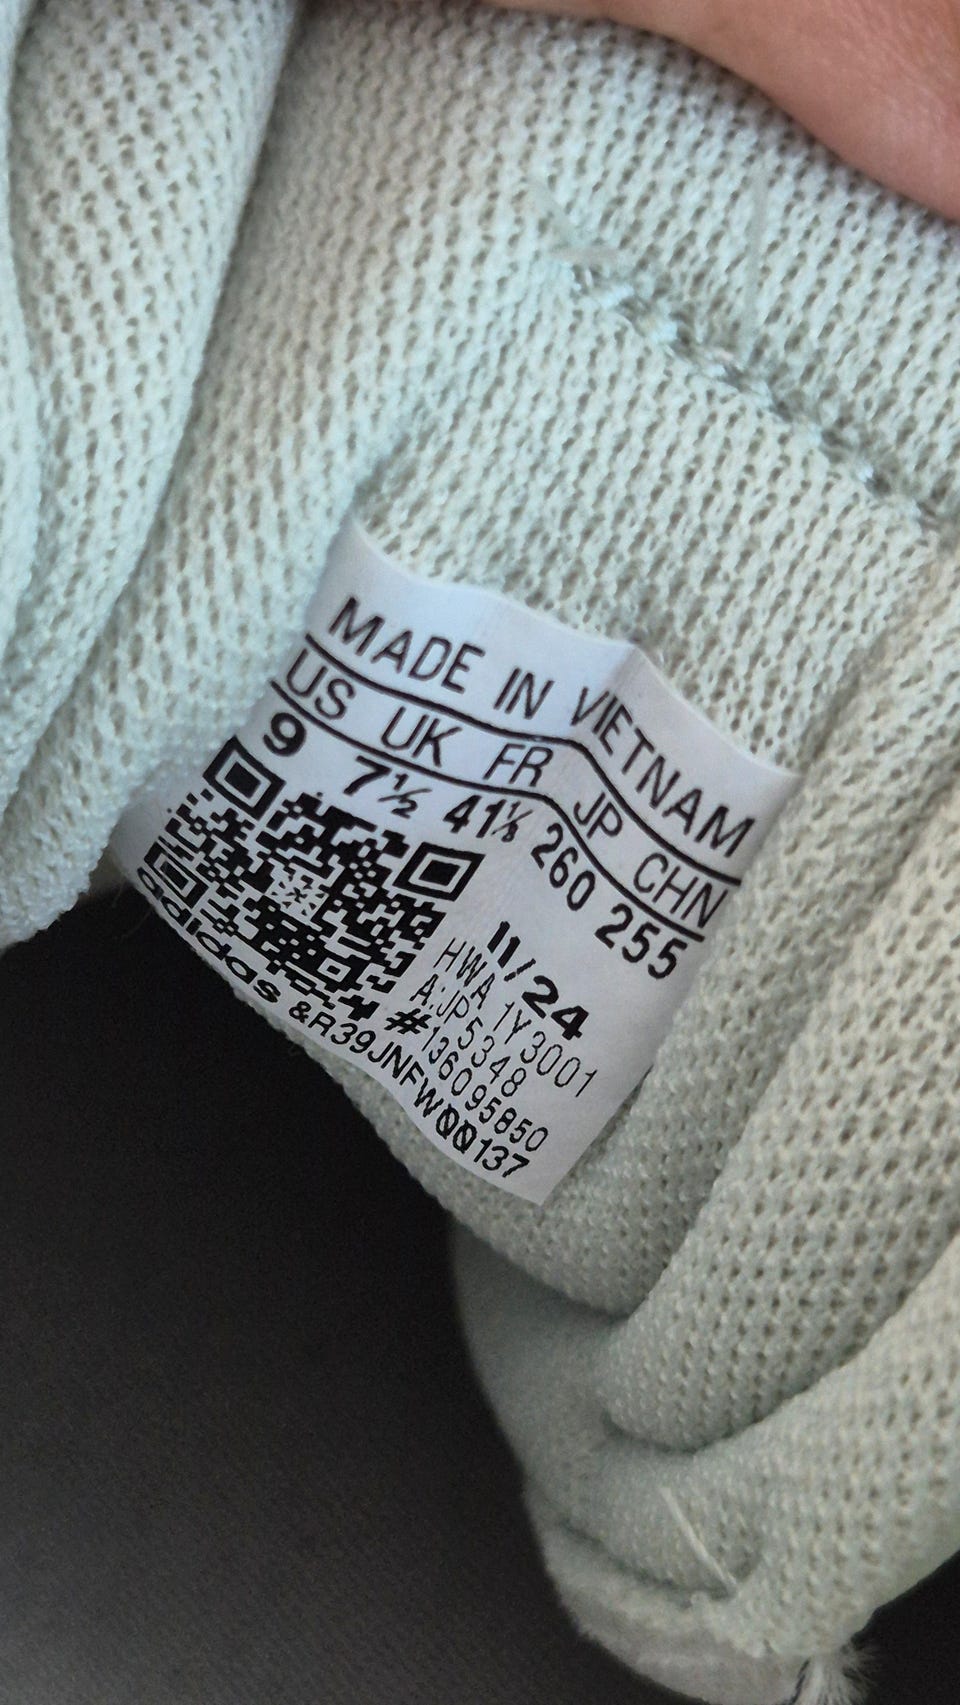 MADE IN VIETNAM
US UK FR JP CHN
9 7½ 41⅓ 260 255
11/24
HWA 1Y3001
A:JP5348
#136095850
adidas &R39JNFW00137